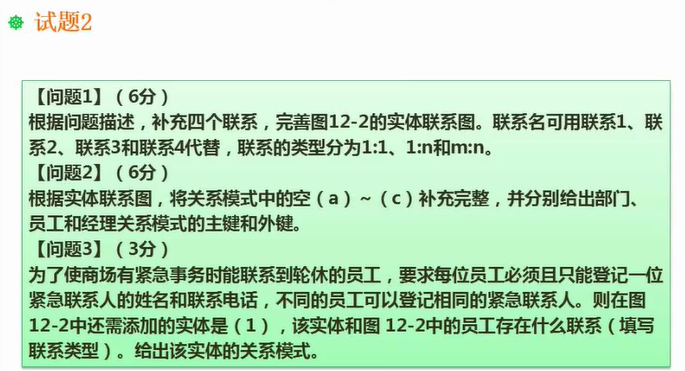 试题2
【问题1】（6分）
根据问题描述，补充四个联系，完善图12-2的实体联系图。联系名可用联系1、联
系2、联系3和联系4代替，联系的类型分为1:1、1:n和m:n。
【问题2】（6分）
根据实体联系图，将关系模式中的空（a）~（c）补充完整，并分别给出部门、
员工和经理关系模式的主键和外键。
【问题3】（3分）
为了使商场有紧急事务时能联系到轮休的员工，要求每位员工必须且只能登记一位
紧急联系人的姓名和联系电话，不同的员工可以登记相同的紧急联系人。则在图
12-2中还需添加的实体是（1），该实体和图 12-2中的员工存在什么联系（填写
联系类型）。给出该实体的关系模式。